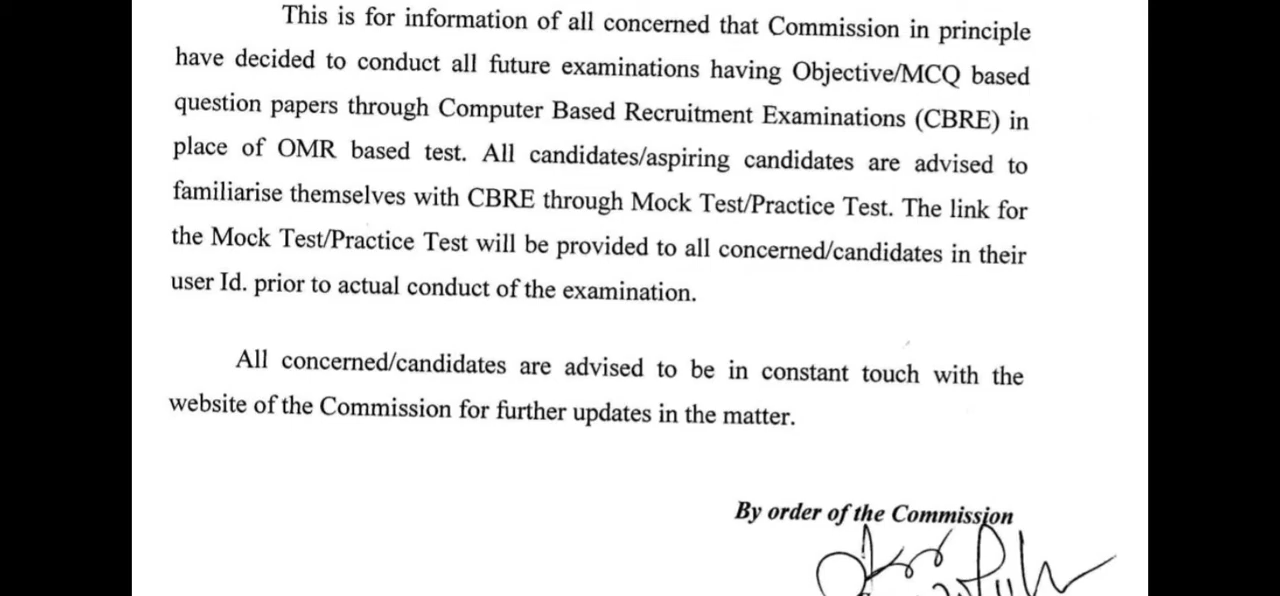 This is for information of all concerned that Commission in principle
have decided to conduct all future examinations having Objective/MCQ based
question papers through Computer Based Recruitment Examinations (CBRE) in
place of OMR based test. All candidates/aspiring candidates are advised to
familiarise themselves with CBRE through Mock Test/Practice Test. The link for
the Mock Test/Practice Test will be provided to all concerned/candidates in their
user Id. prior to actual conduct of the examination.
All concerned/candidates are advised to be in constant touch with the
website of the Commission for further updates in the matter.
By order of the Commission